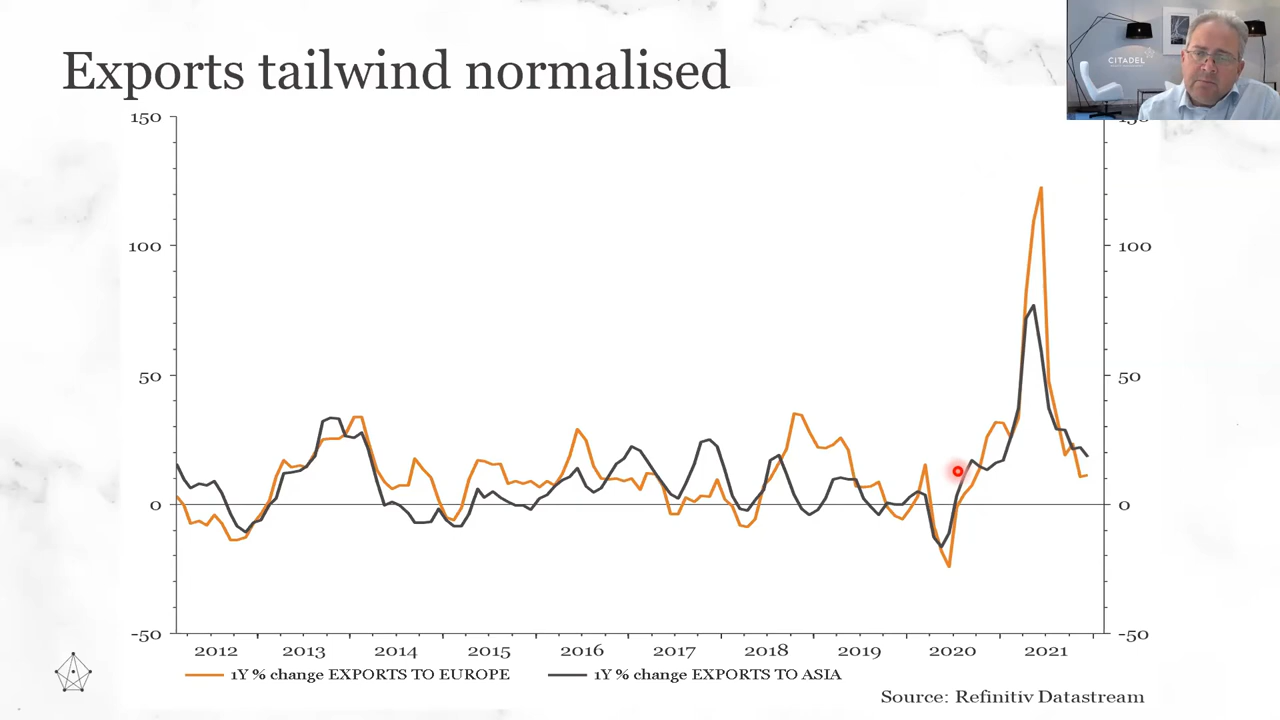 Exports tailwind normalised
CITADEL
150
100
100
50
50
0
0
-50
-50
2012 2013 2014 2015 2016 2017 2018 2019 2020 2021
1Y % change EXPORTS TO EUROPE 1Y % change EXPORTS TO ASIA
Source: Refinitiv Datastream